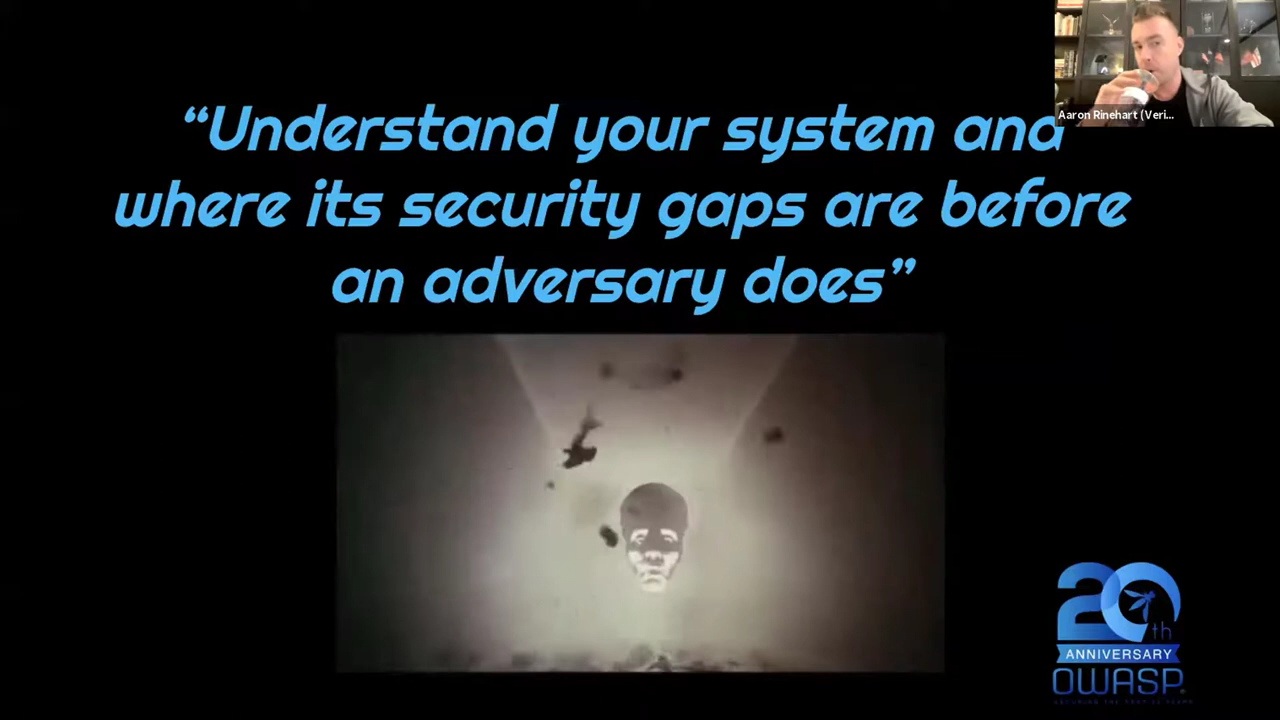 “Understand your system and
where its security gaps are before
an adversary does”
Aaron Rinehart (Veri...
20th
ANNIVERSARY
OWASP